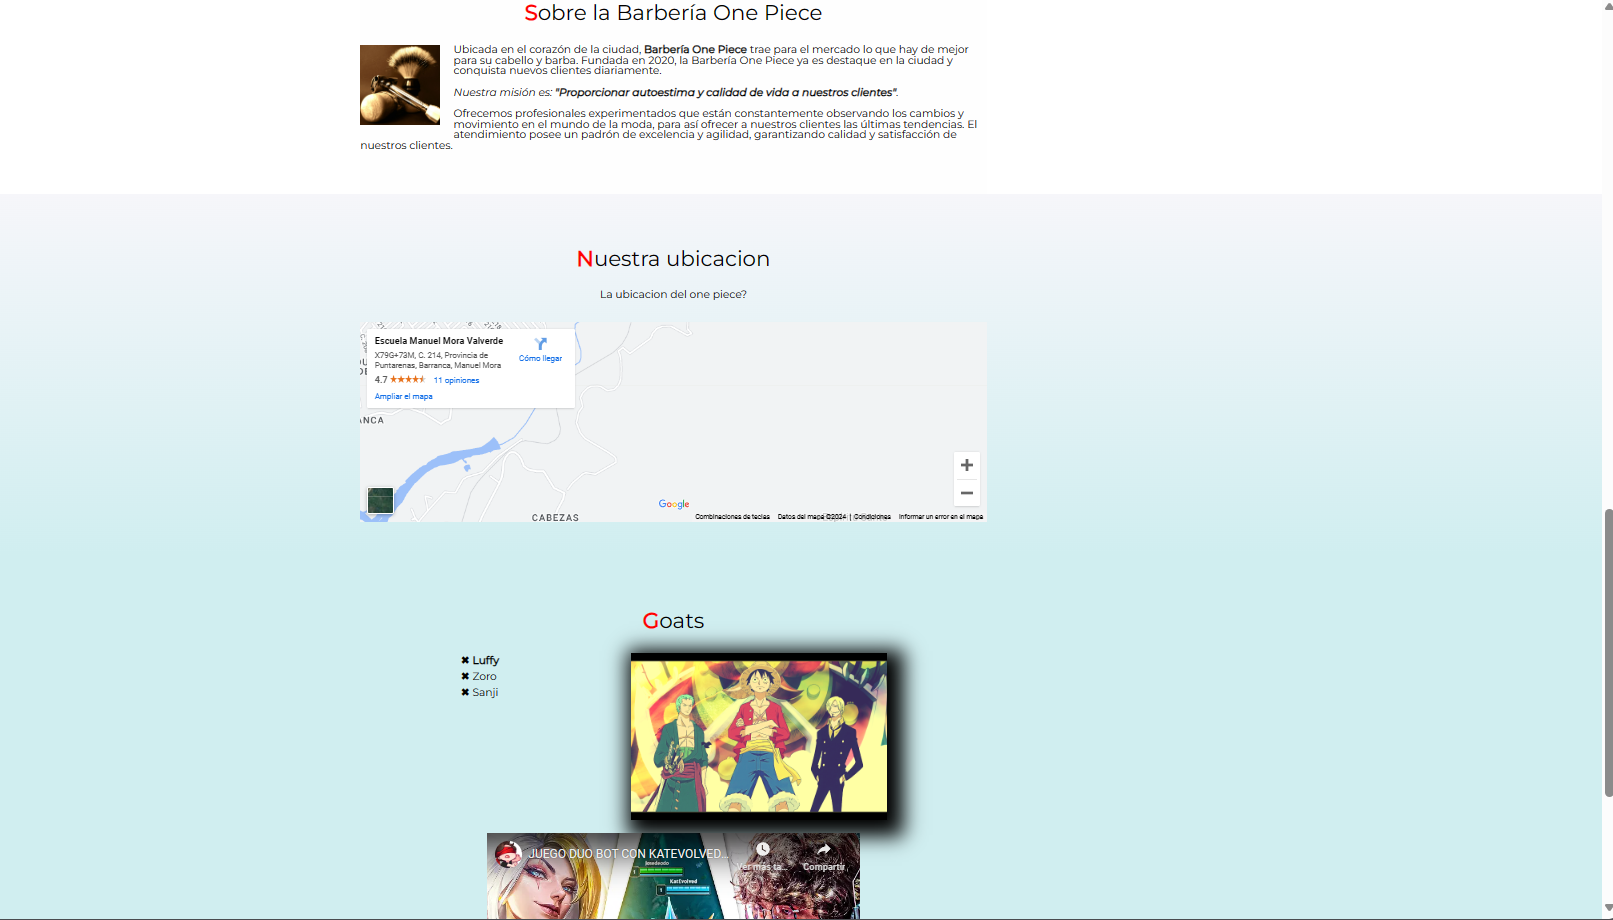 Sobre la Barbería One Piece
Ubicada en el corazón de la ciudad, Barbería One Piece trae para el mercado lo que hay de mejor
para su cabello y barba. Fundada en 2020, la Barbería One Piece ya es destaque en la ciudad y
conquista nuevos clientes diariamente.
Nuestra misión es: "Proporcionar autoestima y calidad de vida a nuestros clientes".
Ofrecemos profesionales experimentados que están constantemente observando los cambios y
movimiento en el mundo de la moda, para así ofrecer a nuestros clientes las últimas tendencias. El
atendimiento posee un padrón de excelencia y agilidad, garantizando calidad y satisfacción de
nuestros clientes.
Nuestra ubicacion
La ubicacion del one piece?
Escuela Manuel Mora Valverde
X79G+73M, C. 214, Provincia de
Puntarenas, Barranca, Manuel Mora
4.7 ★★★★★ 11 opiniones
Cómo llegar
Ampliar el mapa
ANCA
CABEZAS
Google
Combinaciones de teclas Datos del mapa ©2024 Condiciones Informar un error en el mapa
Goats
✖ Luffy
✖ Zoro
✖ Sanji
JUEGO DUO BOT CON KATEVOLVED...
Ver más ta...
Compartir
Josedeodo
1
KatEvolved
1